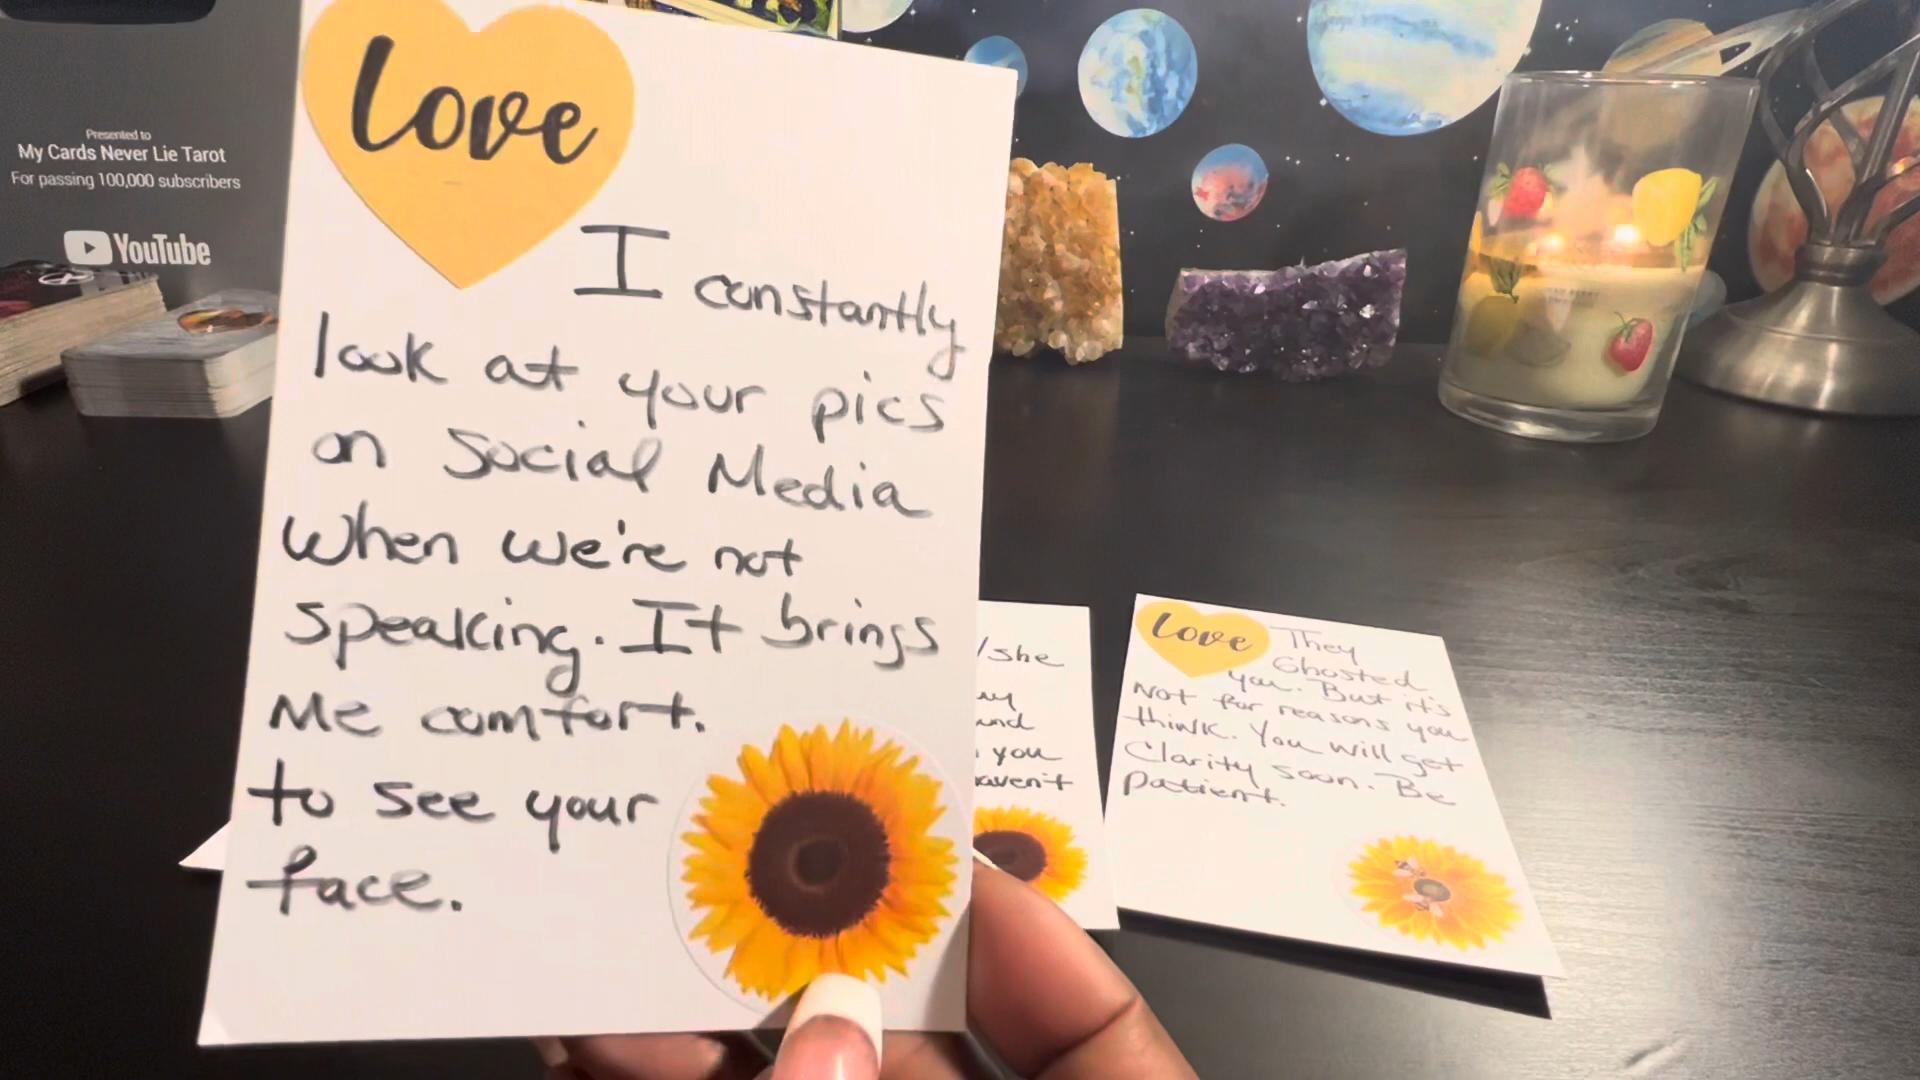 Presented to
My Cards Never Lie Tarot
For passing 100,000 subscribers
YouTube
Love
I constantly
look at your pics
on Social Media
When we're not
speaking. It brings
Me comfort.
to see your
face.
/she
and
you
haven't
Love
They
Ghosted
you. But it's
Not for reasons you
think. You will get
Clarity soon. Be
Patient.